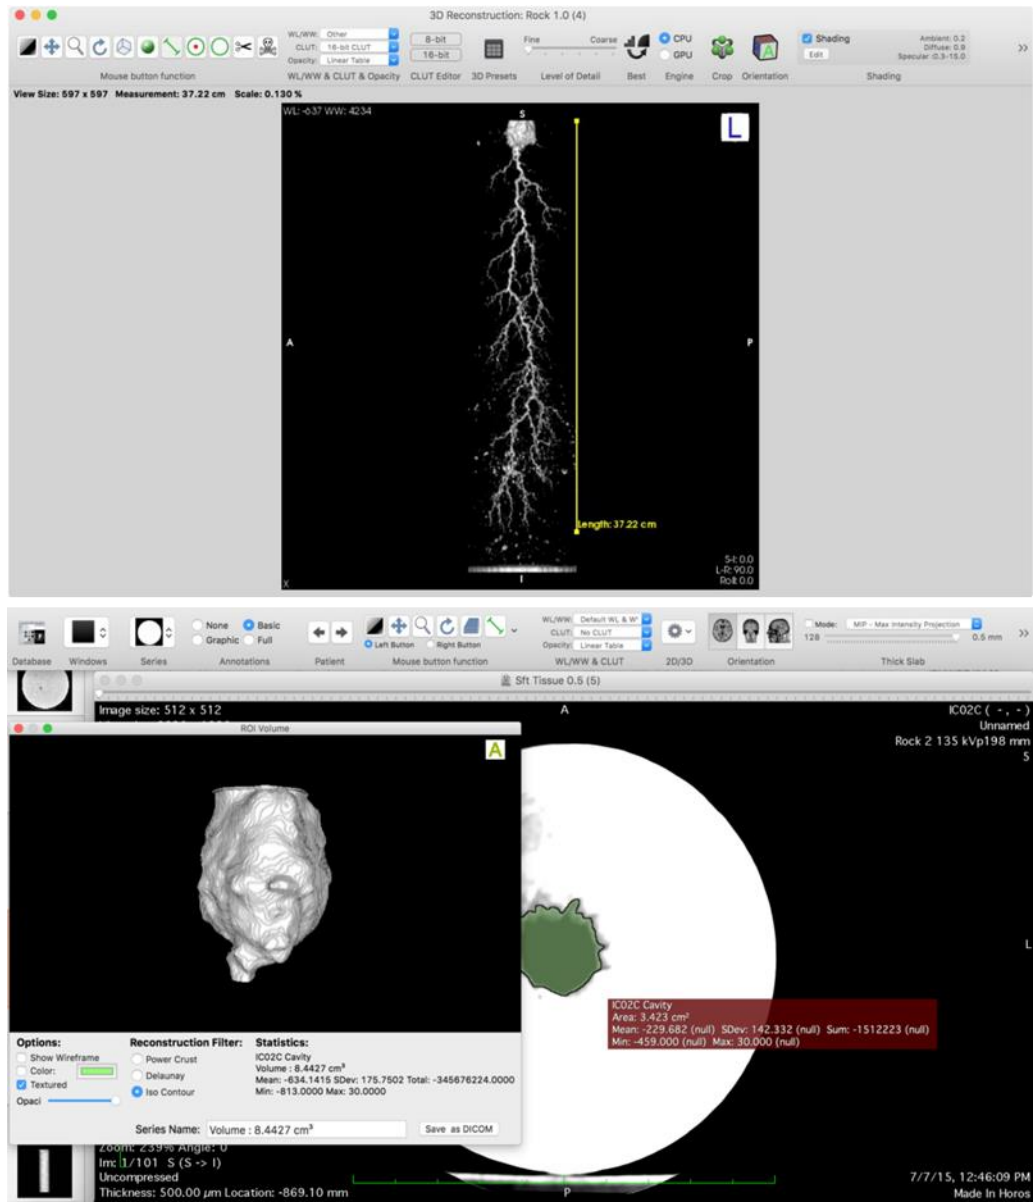 3D Reconstruction: Rock 1.0 (4)
WL/WW: Other
CLUT: 16-bit CLUT
Opacity: Linear Table
8-bit
16-bit
Fine Coarse
CPU
GPU
Shading
Edit
Ambient: 0.2
Diffuse: 0.9
Specular :0.3-15.0
Mouse button function WL/WW & CLUT & Opacity CLUT Editor 3D Presets Level of Detail Best Engine Crop Orientation Shading
View Size: 597 x 597 Measurement: 37.22 cm Scale: 0.130 %
WL: -637 WW: 4234
S
L
A
P
Length: 37.22 cm
S-I: 0.0
L-R: 90.0
Roll: 0.0
X
I
None Basic
Graphic Full
Left Button Right Button
WL/WW: Default WL & W
CLUT: No CLUT
Opacity: Linear Table
Mode: MIP - Max Intensity Projection
128 0.5 mm
Database Windows Series Annotations Patient Mouse button function WL/WW & CLUT 2D/3D Orientation Thick Slab
Sft Tissue 0.5 (5)
Image size: 512 x 512
A
IC02C ( - , - )
Unnamed
Rock 2 135 kVp198 mm
S
ROI Volume
A
L
IC02C Cavity
Area: 3.423 cm²
Mean: -229.682 (null) SDev: 142.332 (null) Sum: -1512223 (null)
Min: -459.000 (null) Max: 30.000 (null)
Options:
Show Wireframe
Color:
Textured
Opaci
Reconstruction Filter:
Power Crust
Delaunay
Iso Contour
Statistics:
IC02C Cavity
Volume : 8.4427 cm³
Mean: -634.1415 SDev: 175.7502 Total: -345676224.0000
Min: -813.0000 Max: 30.0000
Series Name: Volume : 8.4427 cm³ Save as DICOM
Zoom: 239% Angle: 0
Im: 1/101 S (S -> I)
Uncompressed
Thickness: 500.00 µm Location: -869.10 mm
P
7/7/15, 12:46:09 PM
Made In Horos